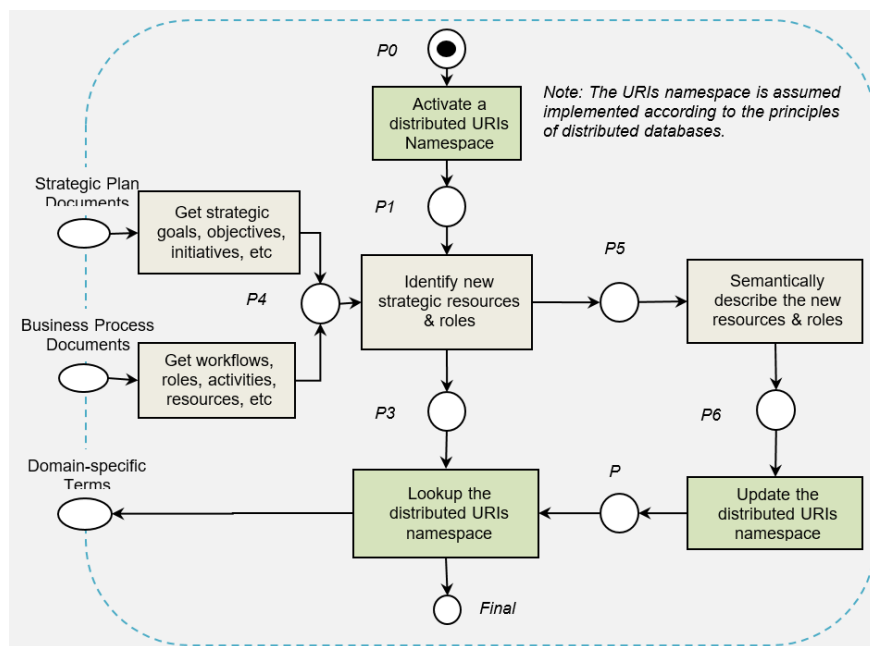 P0
Activate a
distributed URIs
Namespace
Note: The URIs namespace is assumed
implemented according to the principles
of distributed databases.
Strategic Plan
Documents
Get strategic
goals, objectives,
initiatives, etc
P1
P4
Identify new
strategic resources
& roles
P5
Semantically
describe the new
resources & roles
Business Process
Documents
Get workflows,
roles, activities,
resources, etc
P3
P6
Domain-specific
Terms
Lookup the
distributed URIs
namespace
P
Update the
distributed URIs
namespace
Final